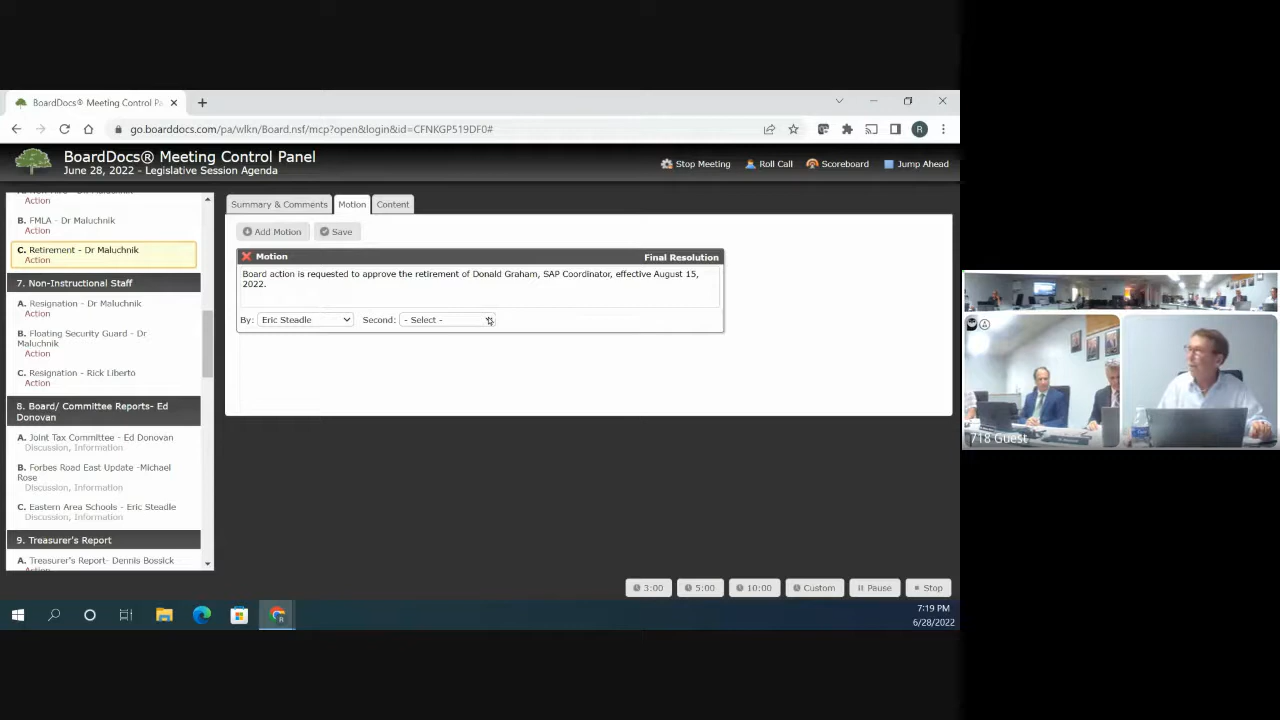 BoardDocs® Meeting Control Pa
go.boarddocs.com/pa/wlkn/Board.nsf/mcp?open&login&id=CFNKGP519DF0#
R
BoardDocs® Meeting Control Panel
June 28, 2022 - Legislative Session Agenda
Stop Meeting
Roll Call
Scoreboard
Jump Ahead
Action
B. FMLA - Dr Maluchnik
Action
C. Retirement - Dr Maluchnik
Action
7. Non-Instructional Staff
A. Resignation - Dr Maluchnik
Action
B. Floating Security Guard - Dr
Maluchnik
Action
C. Resignation - Rick Liberto
Action
8. Board/ Committee Reports- Ed
Donovan
A. Joint Tax Committee - Ed Donovan
Discussion, Information
B. Forbes Road East Update -Michael
Rose
Discussion, Information
C. Eastern Area Schools - Eric Steadle
Discussion, Information
9. Treasurer's Report
A. Treasurer's Report- Dennis Bossick
Summary & Comments
Motion
Content
Add Motion
Save
Motion
Final Resolution
Board action is requested to approve the retirement of Donald Graham, SAP Coordinator, effective August 15,
2022.
By: Eric Steadle Second: - Select -
718 Guest
3:00
5:00
10:00
Custom
Pause
Stop
7:19 PM
6/28/2022